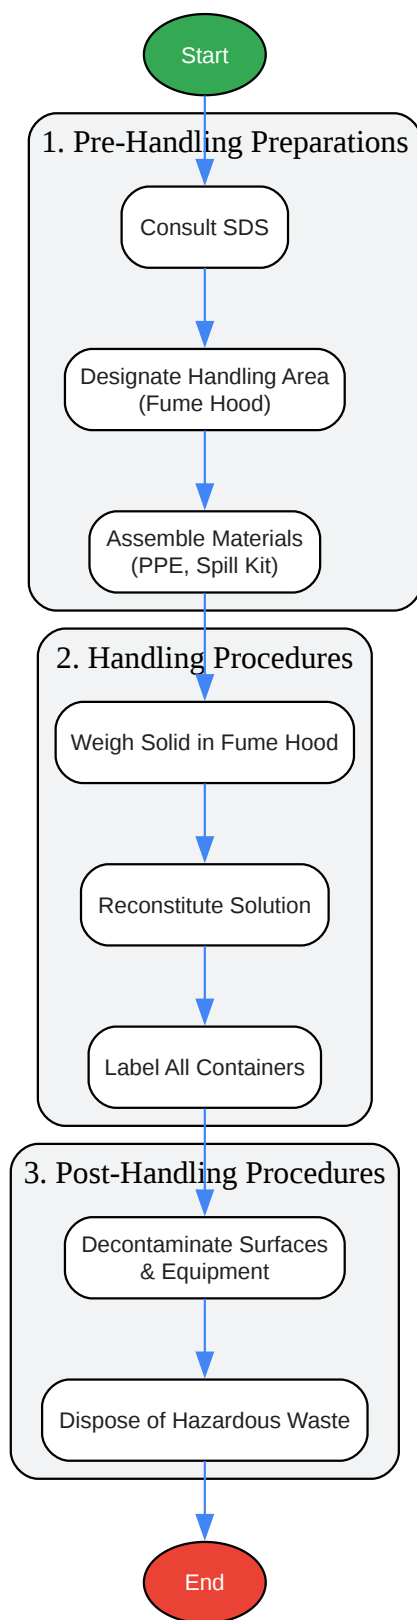 Start
1. Pre-Handling Preparations
Consult SDS
Designate Handling Area
(Fume Hood)
Assemble Materials
(PPE, Spill Kit)
2. Handling Procedures
Weigh Solid in Fume Hood
Reconstitute Solution
Label All Containers
3. Post-Handling Procedures
Decontaminate Surfaces
& Equipment
Dispose of Hazardous Waste
End